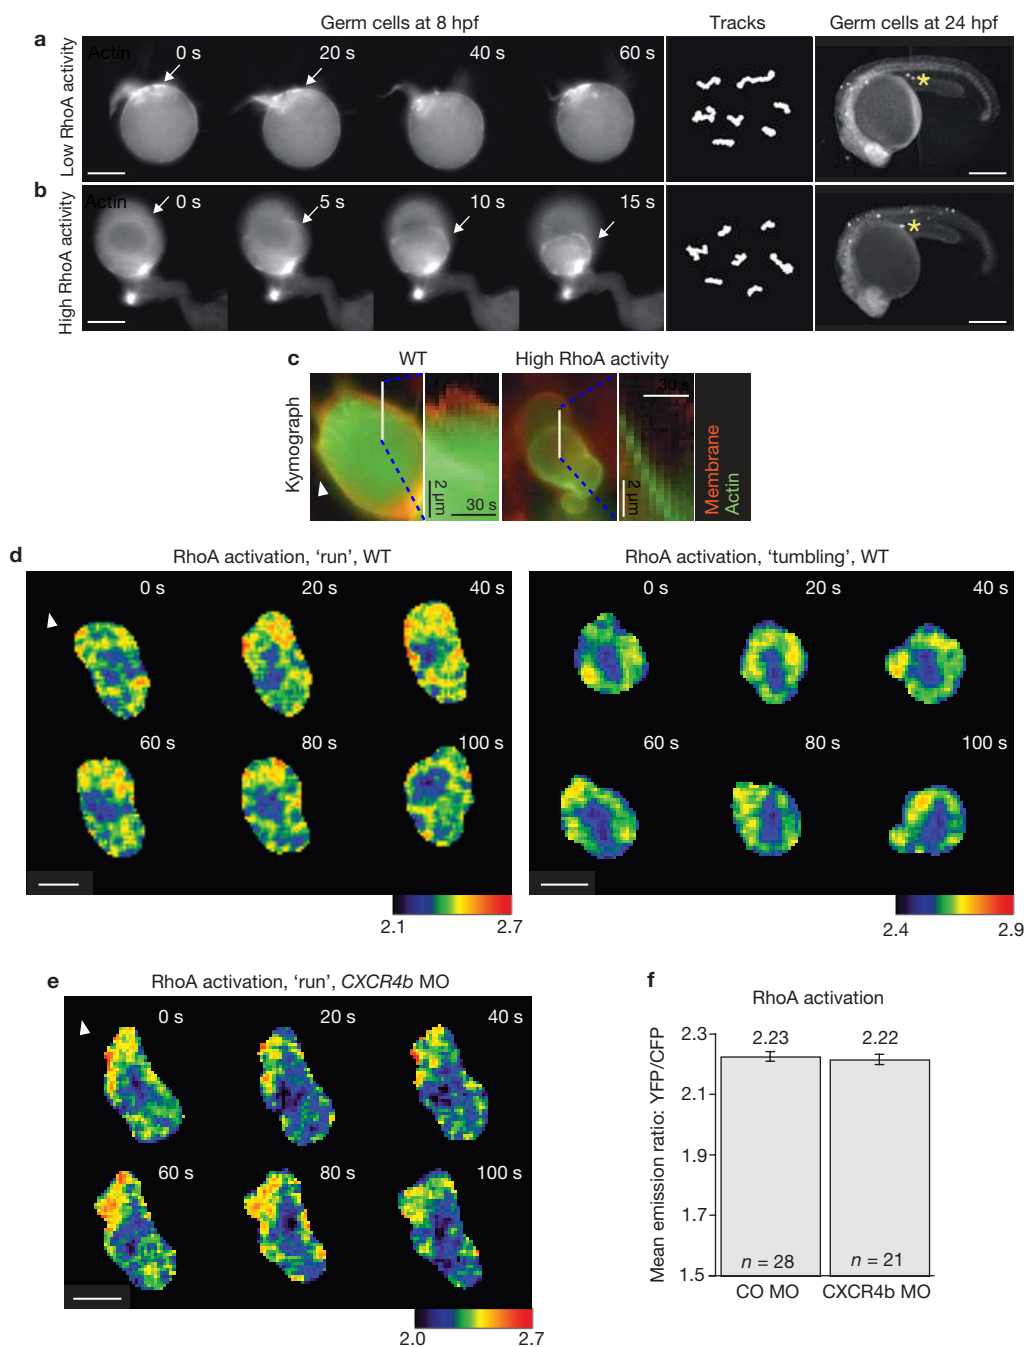 Germ cells at 8 hpf
Tracks
Germ cells at 24 hpf
a
Low RhoA activity
Actin
0 s
20 s
40 s
60 s
*
b
High RhoA activity
Actin
0 s
5 s
10 s
15 s
*
c
WT
High RhoA activity
Kymograph
2 µm
30 s
30 s
2 µm
Membrane
Actin
d
RhoA activation, ‘run’, WT
0 s
20 s
40 s
60 s
80 s
100 s
2.1
2.7
RhoA activation, ‘tumbling’, WT
0 s
20 s
40 s
60 s
80 s
100 s
2.4
2.9
e
RhoA activation, ‘run’, CXCR4b MO
0 s
20 s
40 s
60 s
80 s
100 s
2.0
2.7
f
RhoA activation
Mean emission ratio: YFP/CFP
2.3
2.1
1.9
1.7
1.5
2.23
2.22
n = 28
n = 21
CO MO
CXCR4b MO